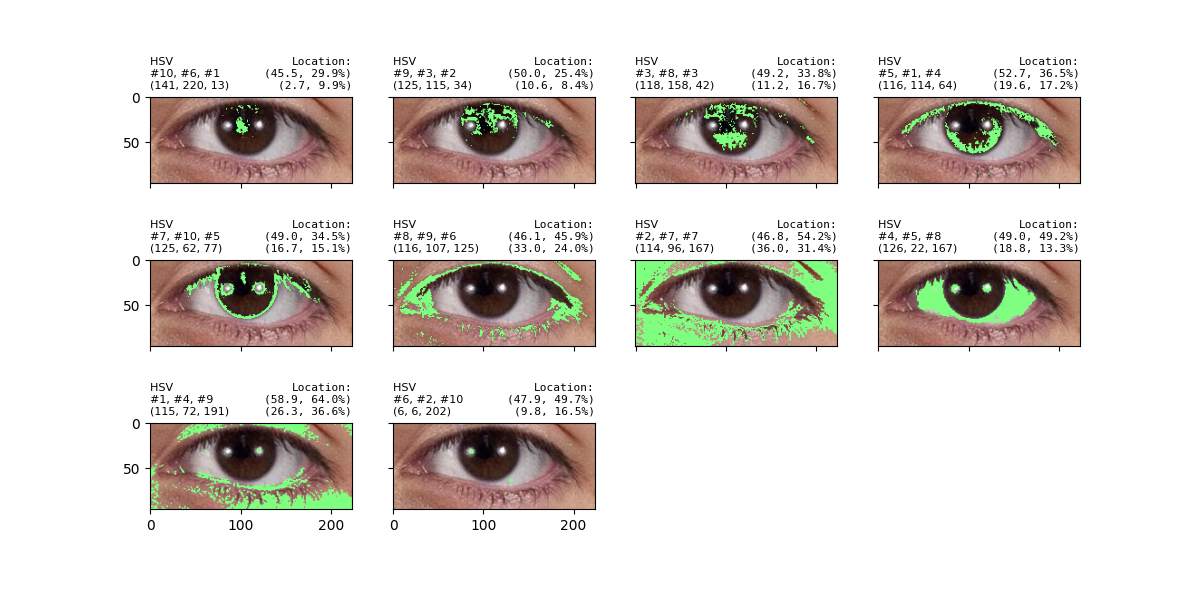 HSV Location:
#10, #6, #1 (45.5, 29.9%)
(141, 220, 13) (2.7, 9.9%)
HSV Location:
#9, #3, #2 (50.0, 25.4%)
(125, 115, 34) (10.6, 8.4%)
HSV Location:
#3, #8, #3 (49.2, 33.8%)
(118, 158, 42) (11.2, 16.7%)
HSV Location:
#5, #1, #4 (52.7, 36.5%)
(116, 114, 64) (19.6, 17.2%)
0
50
HSV Location:
#7, #10, #5 (49.0, 34.5%)
(125, 62, 77) (16.7, 15.1%)
HSV Location:
#8, #9, #6 (46.1, 45.9%)
(116, 107, 125) (33.0, 24.0%)
HSV Location:
#2, #7, #7 (46.8, 54.2%)
(114, 96, 167) (36.0, 31.4%)
HSV Location:
#4, #5, #8 (49.0, 49.2%)
(126, 22, 167) (18.8, 13.3%)
0
50
HSV Location:
#1, #4, #9 (58.9, 64.0%)
(115, 72, 191) (26.3, 36.6%)
HSV Location:
#6, #2, #10 (47.9, 49.7%)
(6, 6, 202) (9.8, 16.5%)
0
50
0 100 200
0 100 200